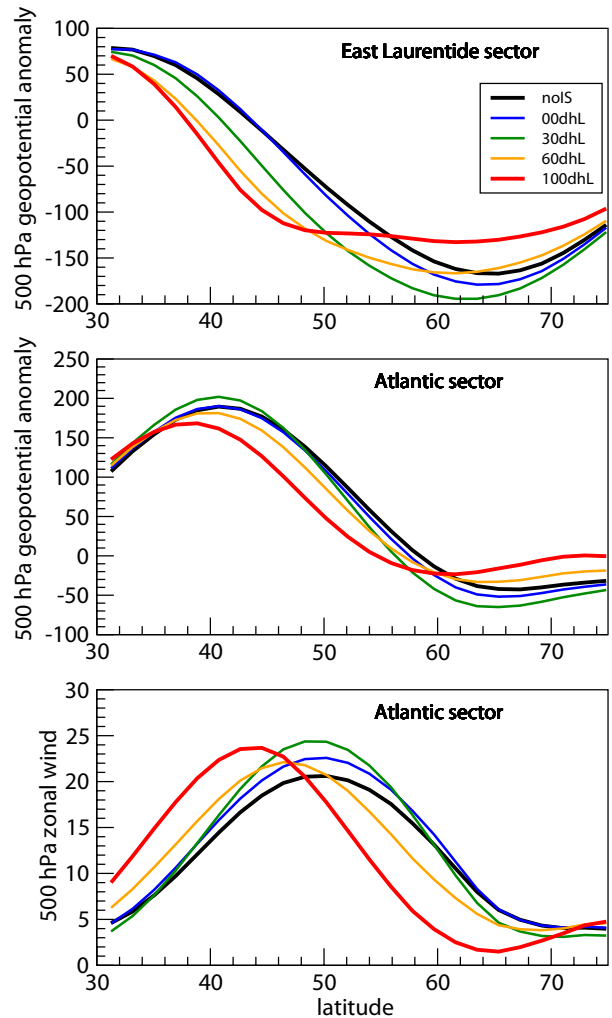 East Laurentide sector
noIS
00dhL
30dhL
60dhL
100dhL
500 hPa geopotential anomaly
100
50
0
-50
-100
-150
-200
30 40 50 60 70
Atlantic sector
500 hPa geopotential anomaly
250
200
150
100
50
0
-50
-100
30 40 50 60 70
Atlantic sector
500 hPa zonal wind
30
25
20
15
10
5
0
30 40 50 60 70
latitude